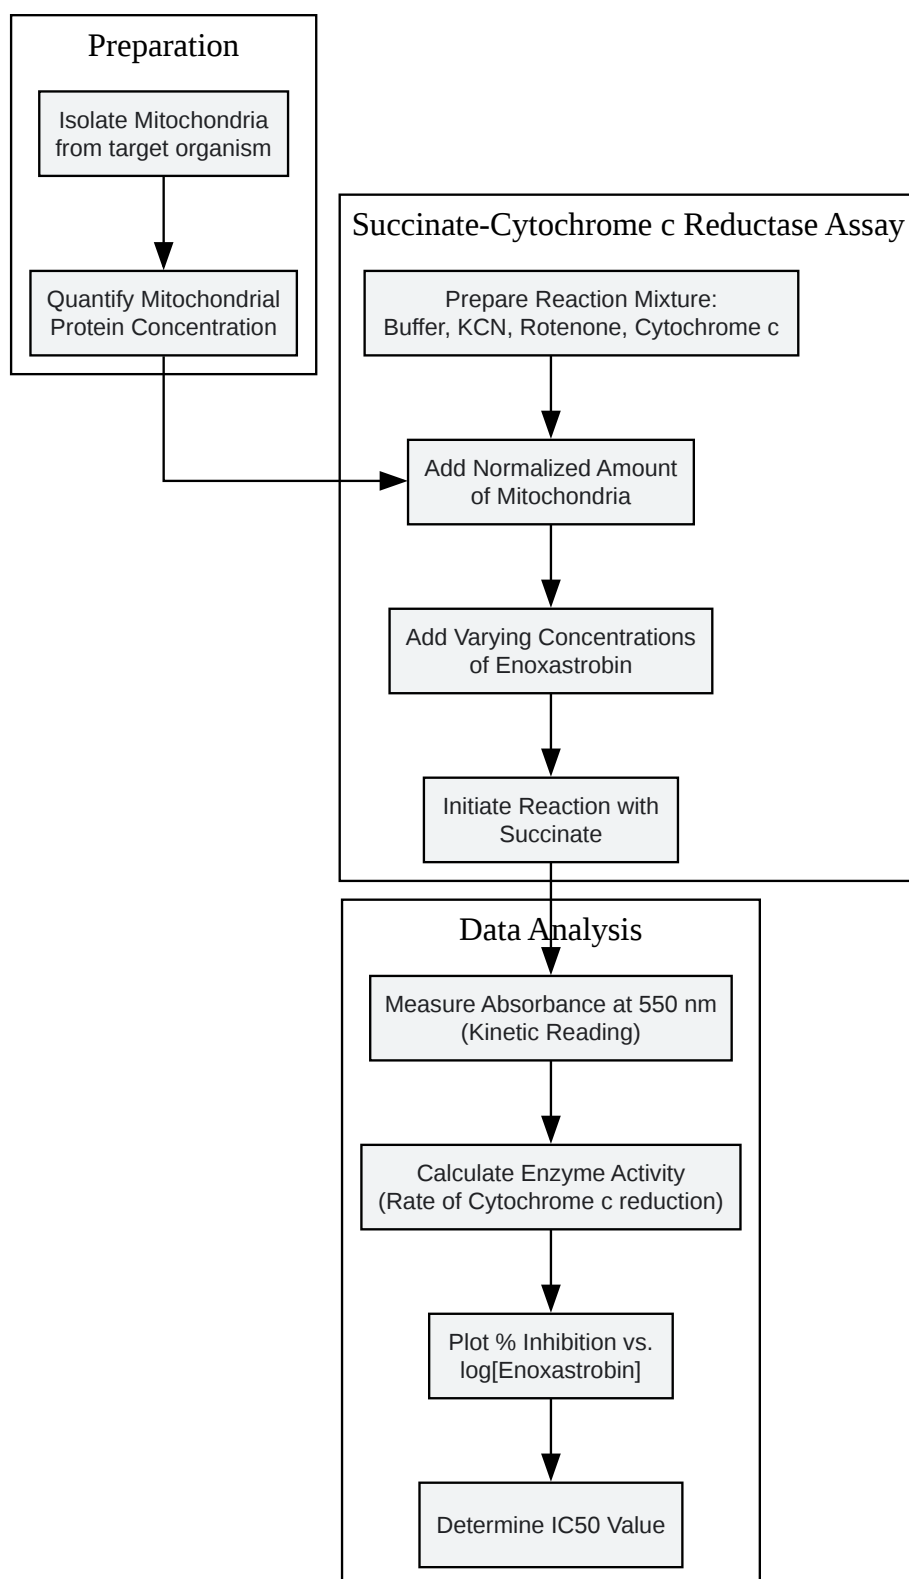 Preparation
Isolate Mitochondria
from target organism
Quantify Mitochondrial
Protein Concentration
Succinate-Cytochrome c Reductase Assay
Prepare Reaction Mixture:
Buffer, KCN, Rotenone, Cytochrome c
Add Normalized Amount
of Mitochondria
Add Varying Concentrations
of Enoxastrobin
Initiate Reaction with
Succinate
Data Analysis
Measure Absorbance at 550 nm
(Kinetic Reading)
Calculate Enzyme Activity
(Rate of Cytochrome c reduction)
Plot % Inhibition vs.
log[Enoxastrobin]
Determine IC50 Value